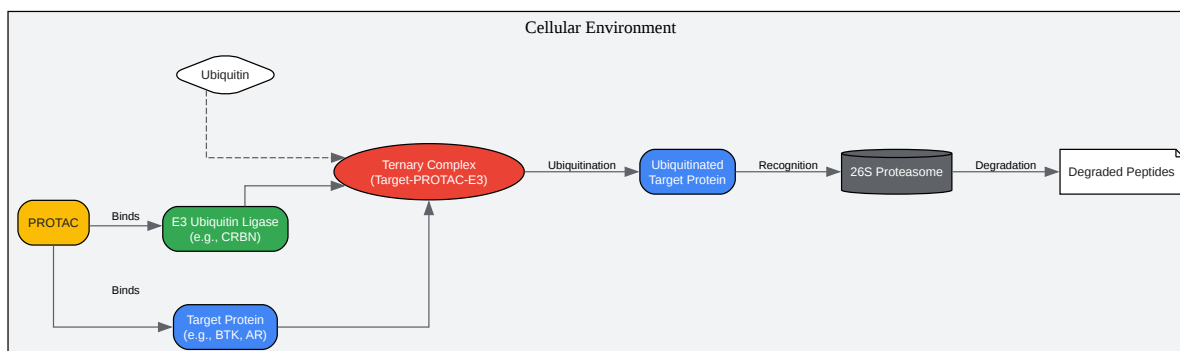 Cellular Environment
Ubiquitin
Ternary Complex
(Target-PROTAC-E3)
Ubiquitination
Ubiquitinated
Target Protein
Recognition
26S Proteasome
Degradation
Degraded Peptides
PROTAC
Binds
E3 Ubiquitin Ligase
(e.g., CRBN)
Binds
Target Protein
(e.g., BTK, AR)